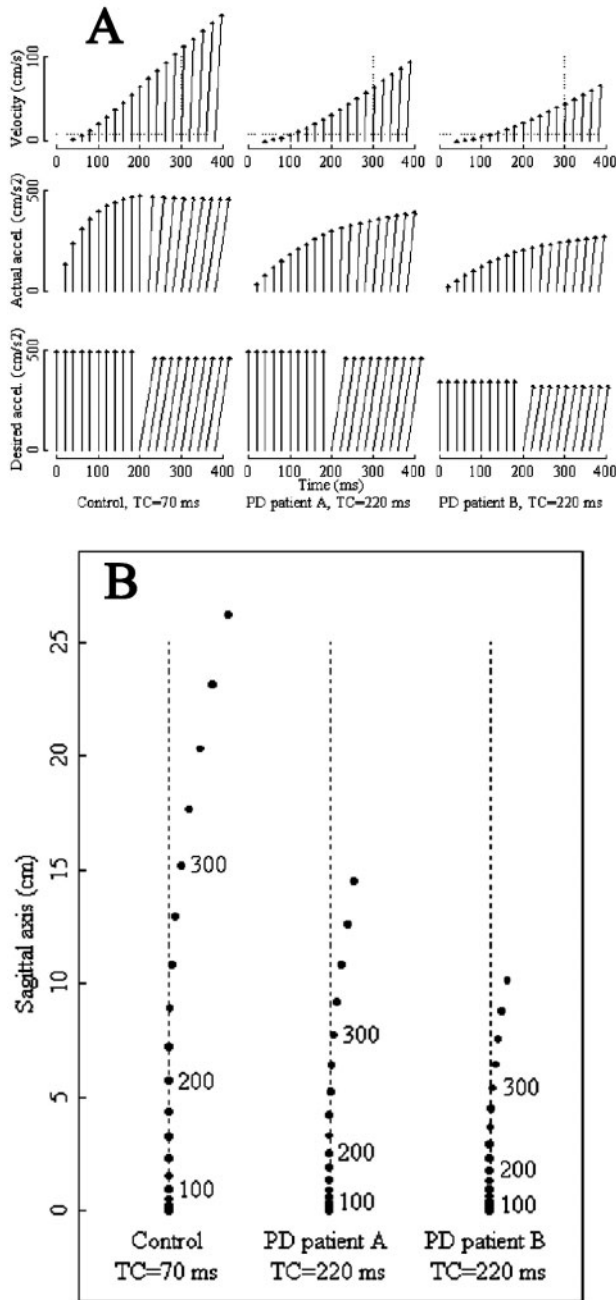 A
Velocity (cm/s)
100
0
0 100 200 300 400 0 100 200 300 400 0 100 200 300 400
Actual accel. (cm/s2)
500
0
Desired accel. (cm/s2)
500
0
0 100 200 300 400 0 100 200 300 400 0 100 200 300 400
Time (ms)
Control, TC=70 ms PD patient A, TC=220 ms PD patient B, TC=220 ms
B
Sagittal axis (cm)
25
20
15
10
5
0
300
200
100
300
200
100
300
200
100
Control PD patient A PD patient B
TC=70 ms TC=220 ms TC=220 ms